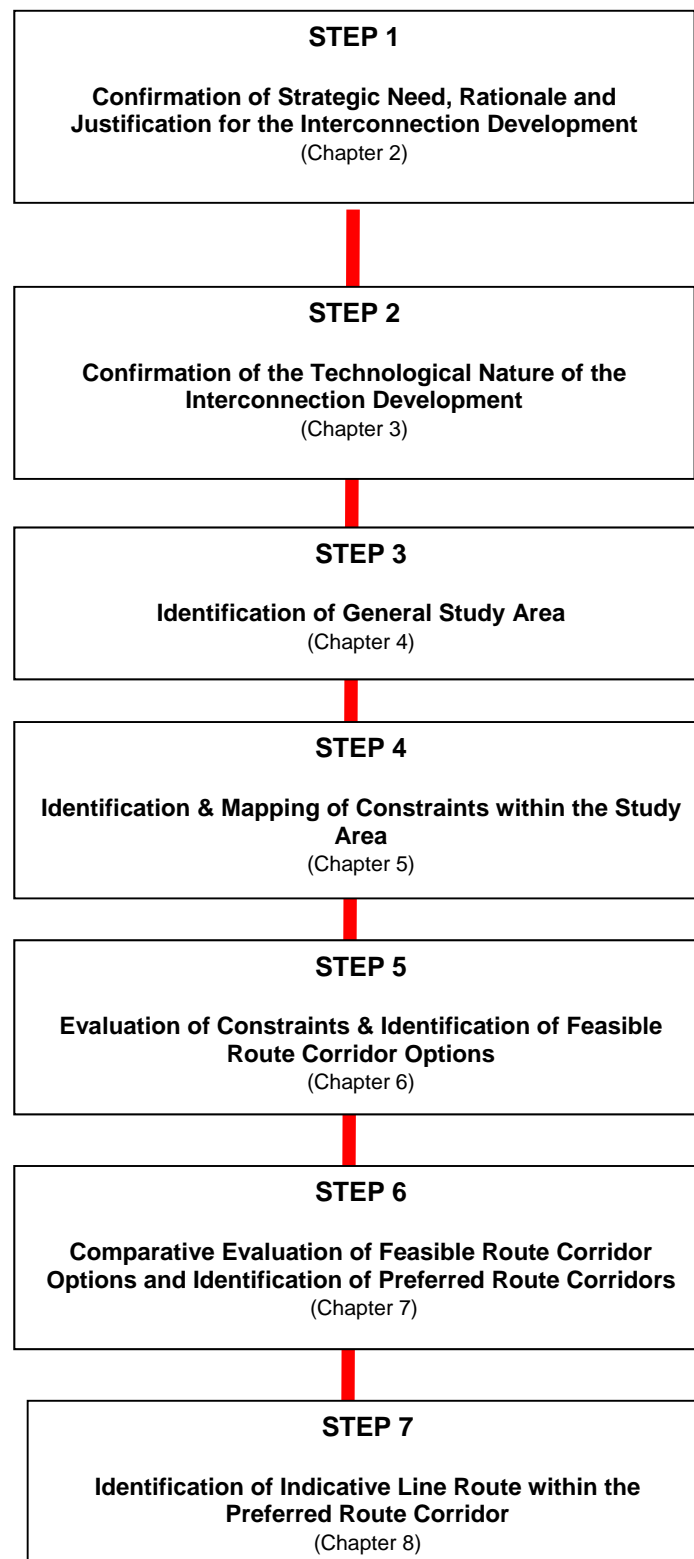 STEP 1
Confirmation of Strategic Need, Rationale and
Justification for the Interconnection Development
(Chapter 2)
STEP 2
Confirmation of the Technological Nature of the
Interconnection Development
(Chapter 3)
STEP 3
Identification of General Study Area
(Chapter 4)
STEP 4
Identification & Mapping of Constraints within the Study
Area
(Chapter 5)
STEP 5
Evaluation of Constraints & Identification of Feasible
Route Corridor Options
(Chapter 6)
STEP 6
Comparative Evaluation of Feasible Route Corridor
Options and Identification of Preferred Route Corridors
(Chapter 7)
STEP 7
Identification of Indicative Line Route within the
Preferred Route Corridor
(Chapter 8)